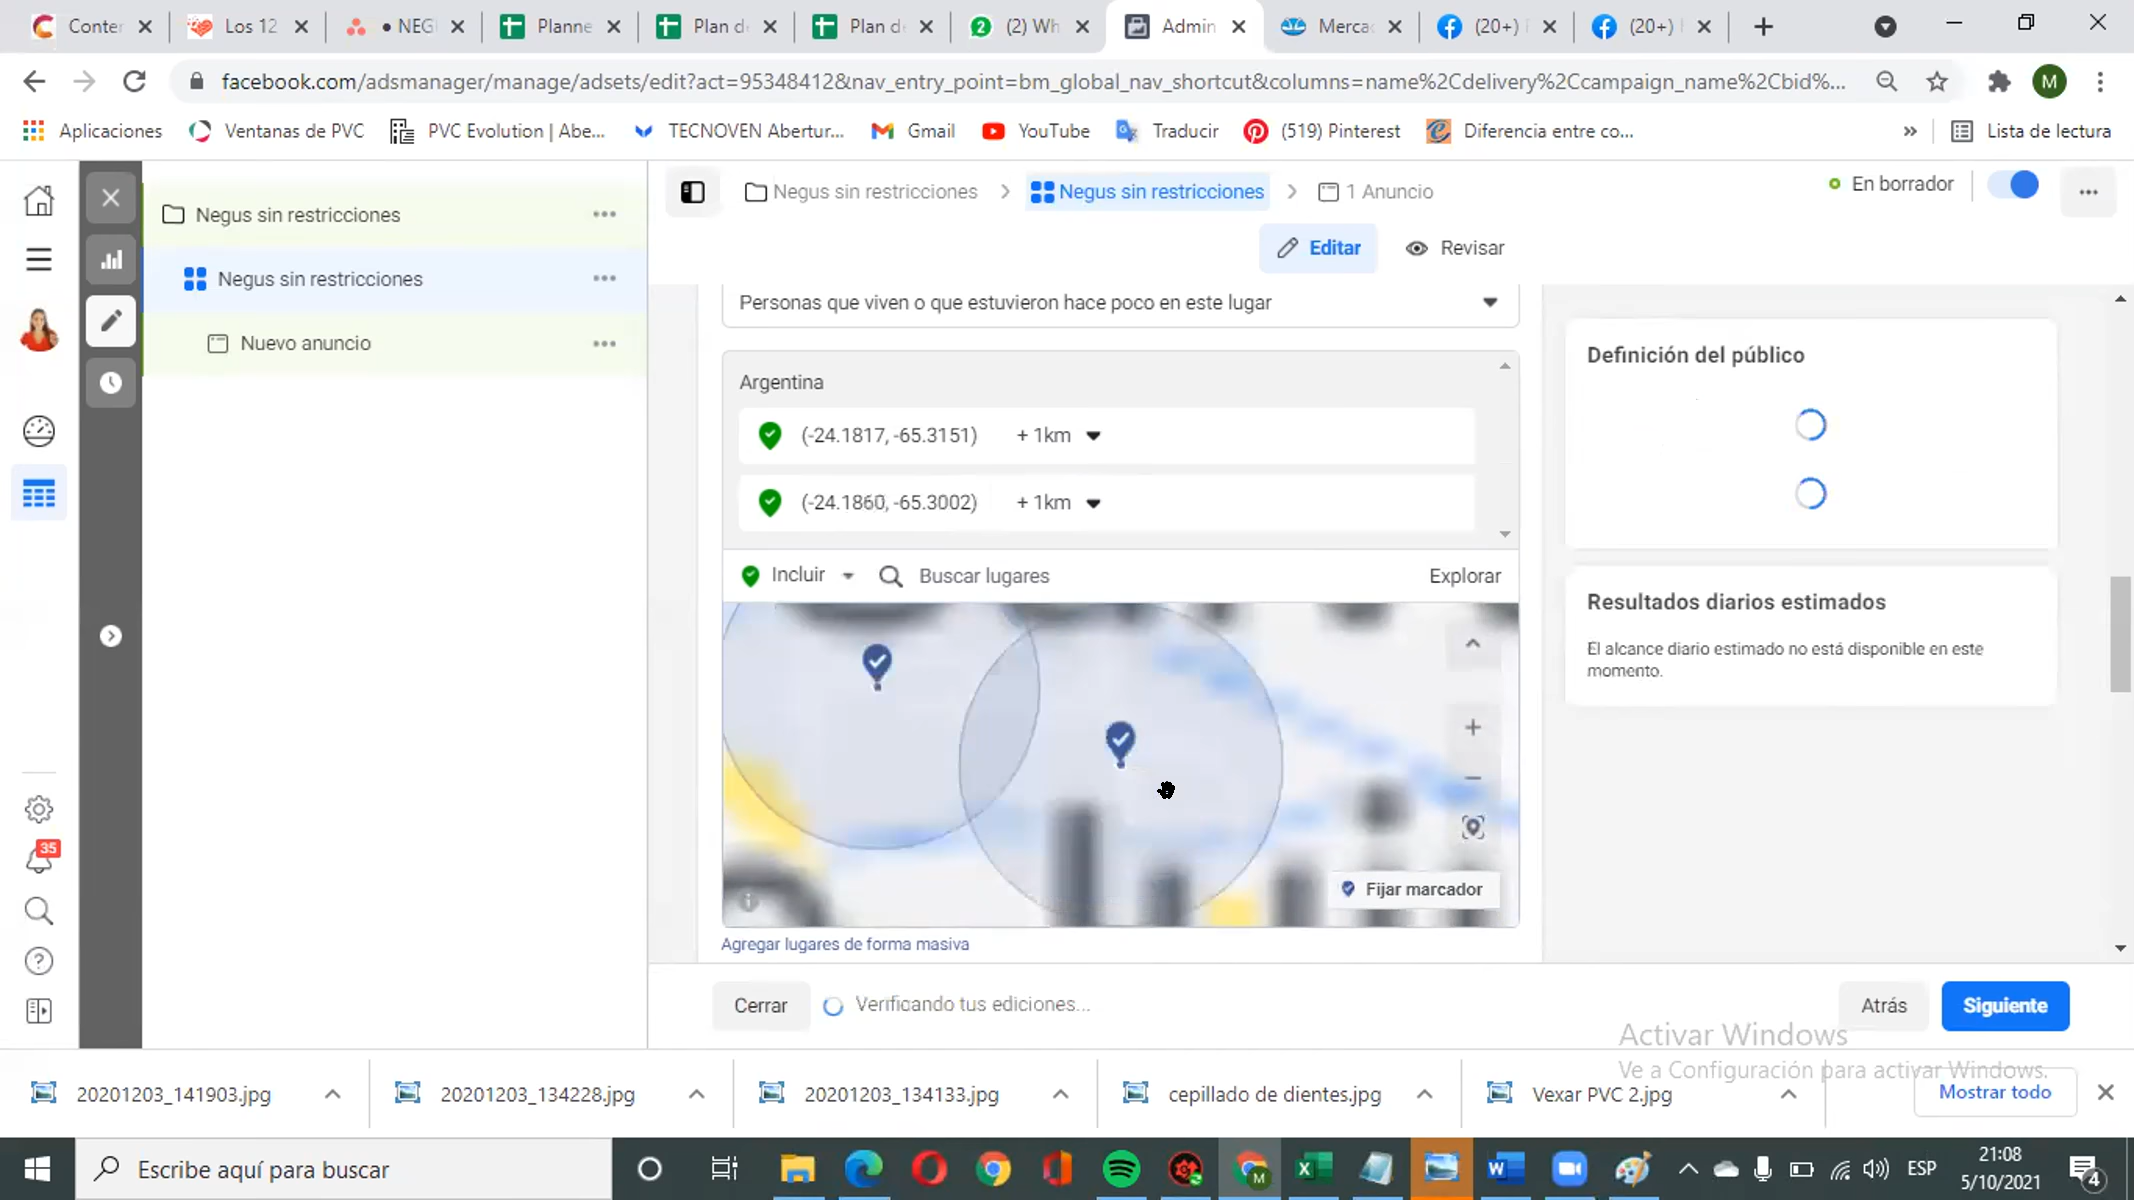 Conter
Los 12
• NEG
Planne
Plan d
Plan d
2
(2) Wh
Admin
Merca
(20+)
(20+)
facebook.com/adsmanager/manage/adsets/edit?act=95348412&nav_entry_point=bm_global_nav_shortcut&columns=name%2Cdelivery%2Ccampaign_name%2Cbid%...
M
Aplicaciones
Ventanas de PVC
PVC Evolution | Abe...
TECNOVEN Abertur...
Gmail
YouTube
Traducir
(519) Pinterest
Diferencia entre co...
»
Lista de lectura
Negus sin restricciones
Negus sin restricciones
Nuevo anuncio
Negus sin restricciones
Negus sin restricciones
1 Anuncio
En borrador
Editar
Revisar
Personas que viven o que estuvieron hace poco en este lugar
Argentina
(-24.1817, -65.3151) + 1km
(-24.1860, -65.3002) + 1km
Incluir
Buscar lugares
Explorar
Fijar marcador
Agregar lugares de forma masiva
Definición del público
Resultados diarios estimados
El alcance diario estimado no está disponible en este
momento.
35
Cerrar
Verificando tus ediciones...
Atrás
Siguiente
Activar Windows
Ve a Configuración para activar Windows.
20201203_141903.jpg
20201203_134228.jpg
20201203_134133.jpg
cepillado de dientes.jpg
Vexar PVC 2.jpg
Mostrar todo
Escribe aquí para buscar
ESP
21:08
5/10/2021
4